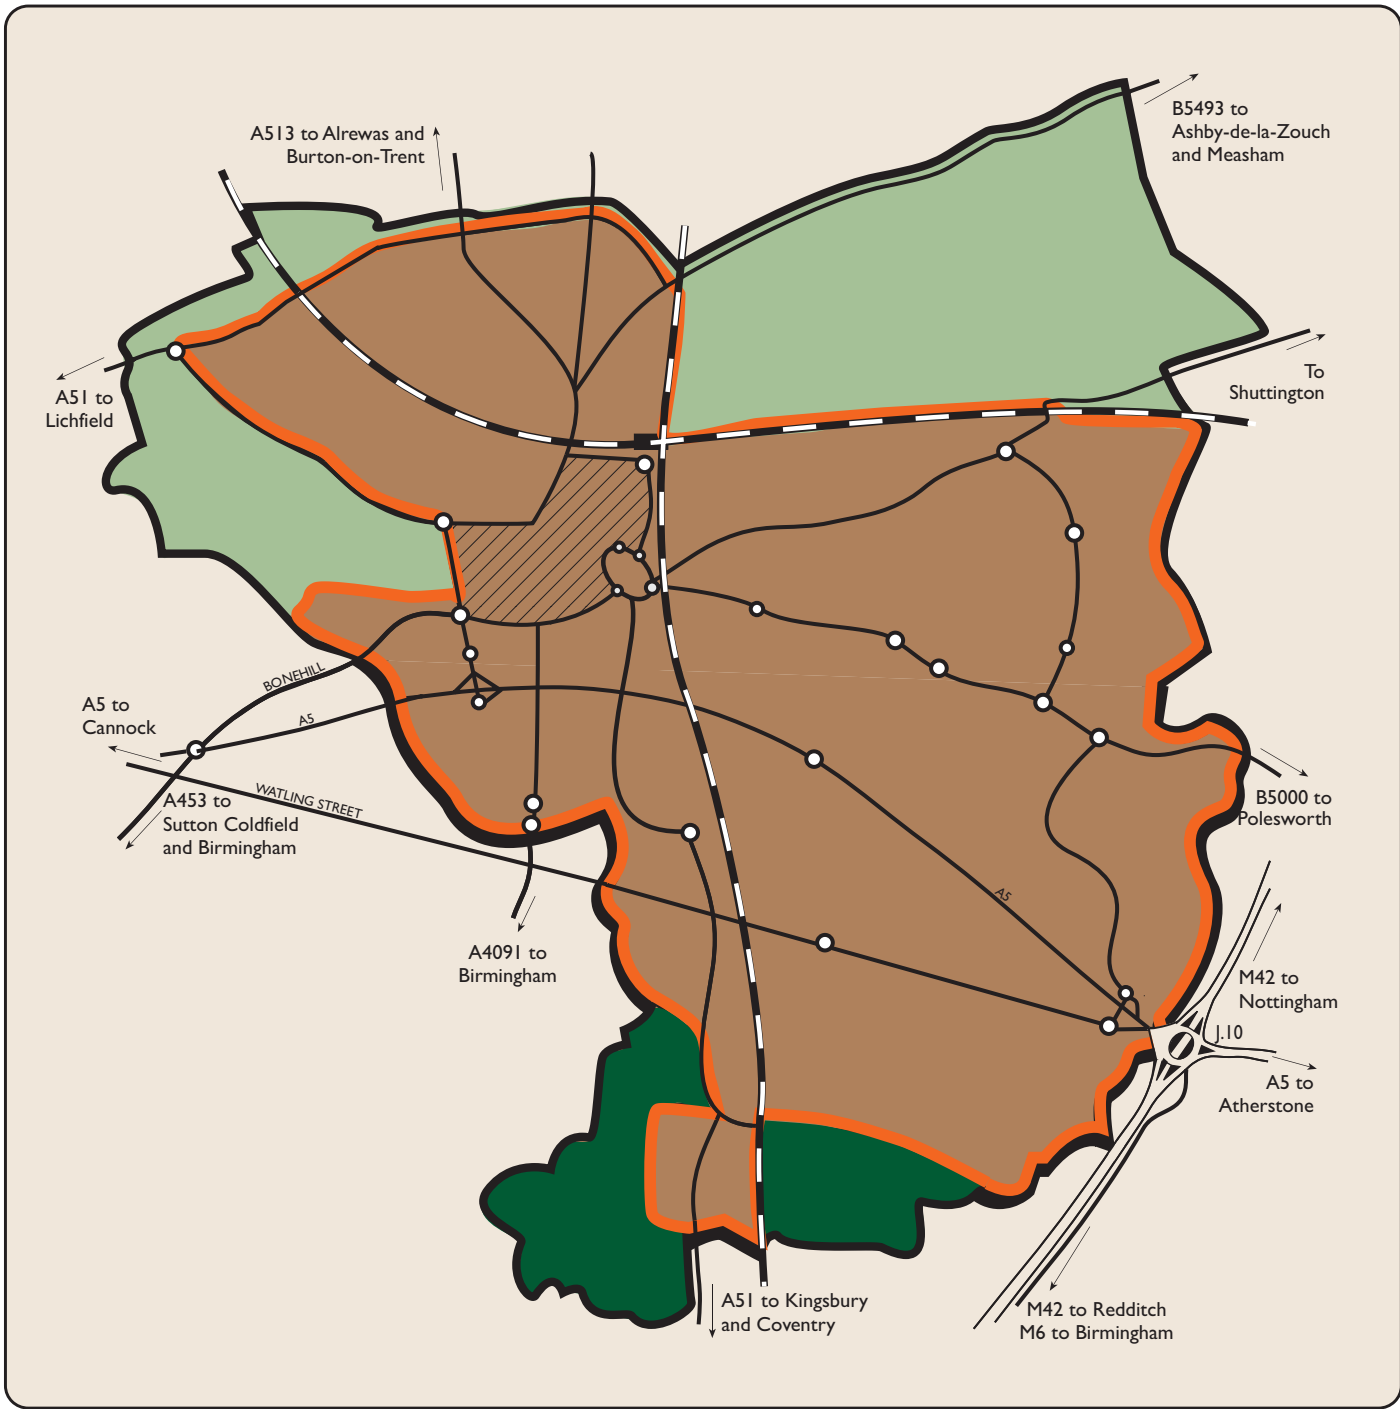 A513 to Alrewas and
Burton-on-Trent
B5493 to
Ashby-de-la-Zouch
and Measham
A51 to
Lichfield
To
Shuttington
BONEHILL
A5
A5 to
Cannock
WATLING STREET
A453 to
Sutton Coldfield
and Birmingham
B5000 to
Polesworth
A5
A4091 to
Birmingham
M42 to
Nottingham
J.10
A5 to
Atherstone
A51 to Kingsbury
and Coventry
M42 to Redditch
M6 to Birmingham